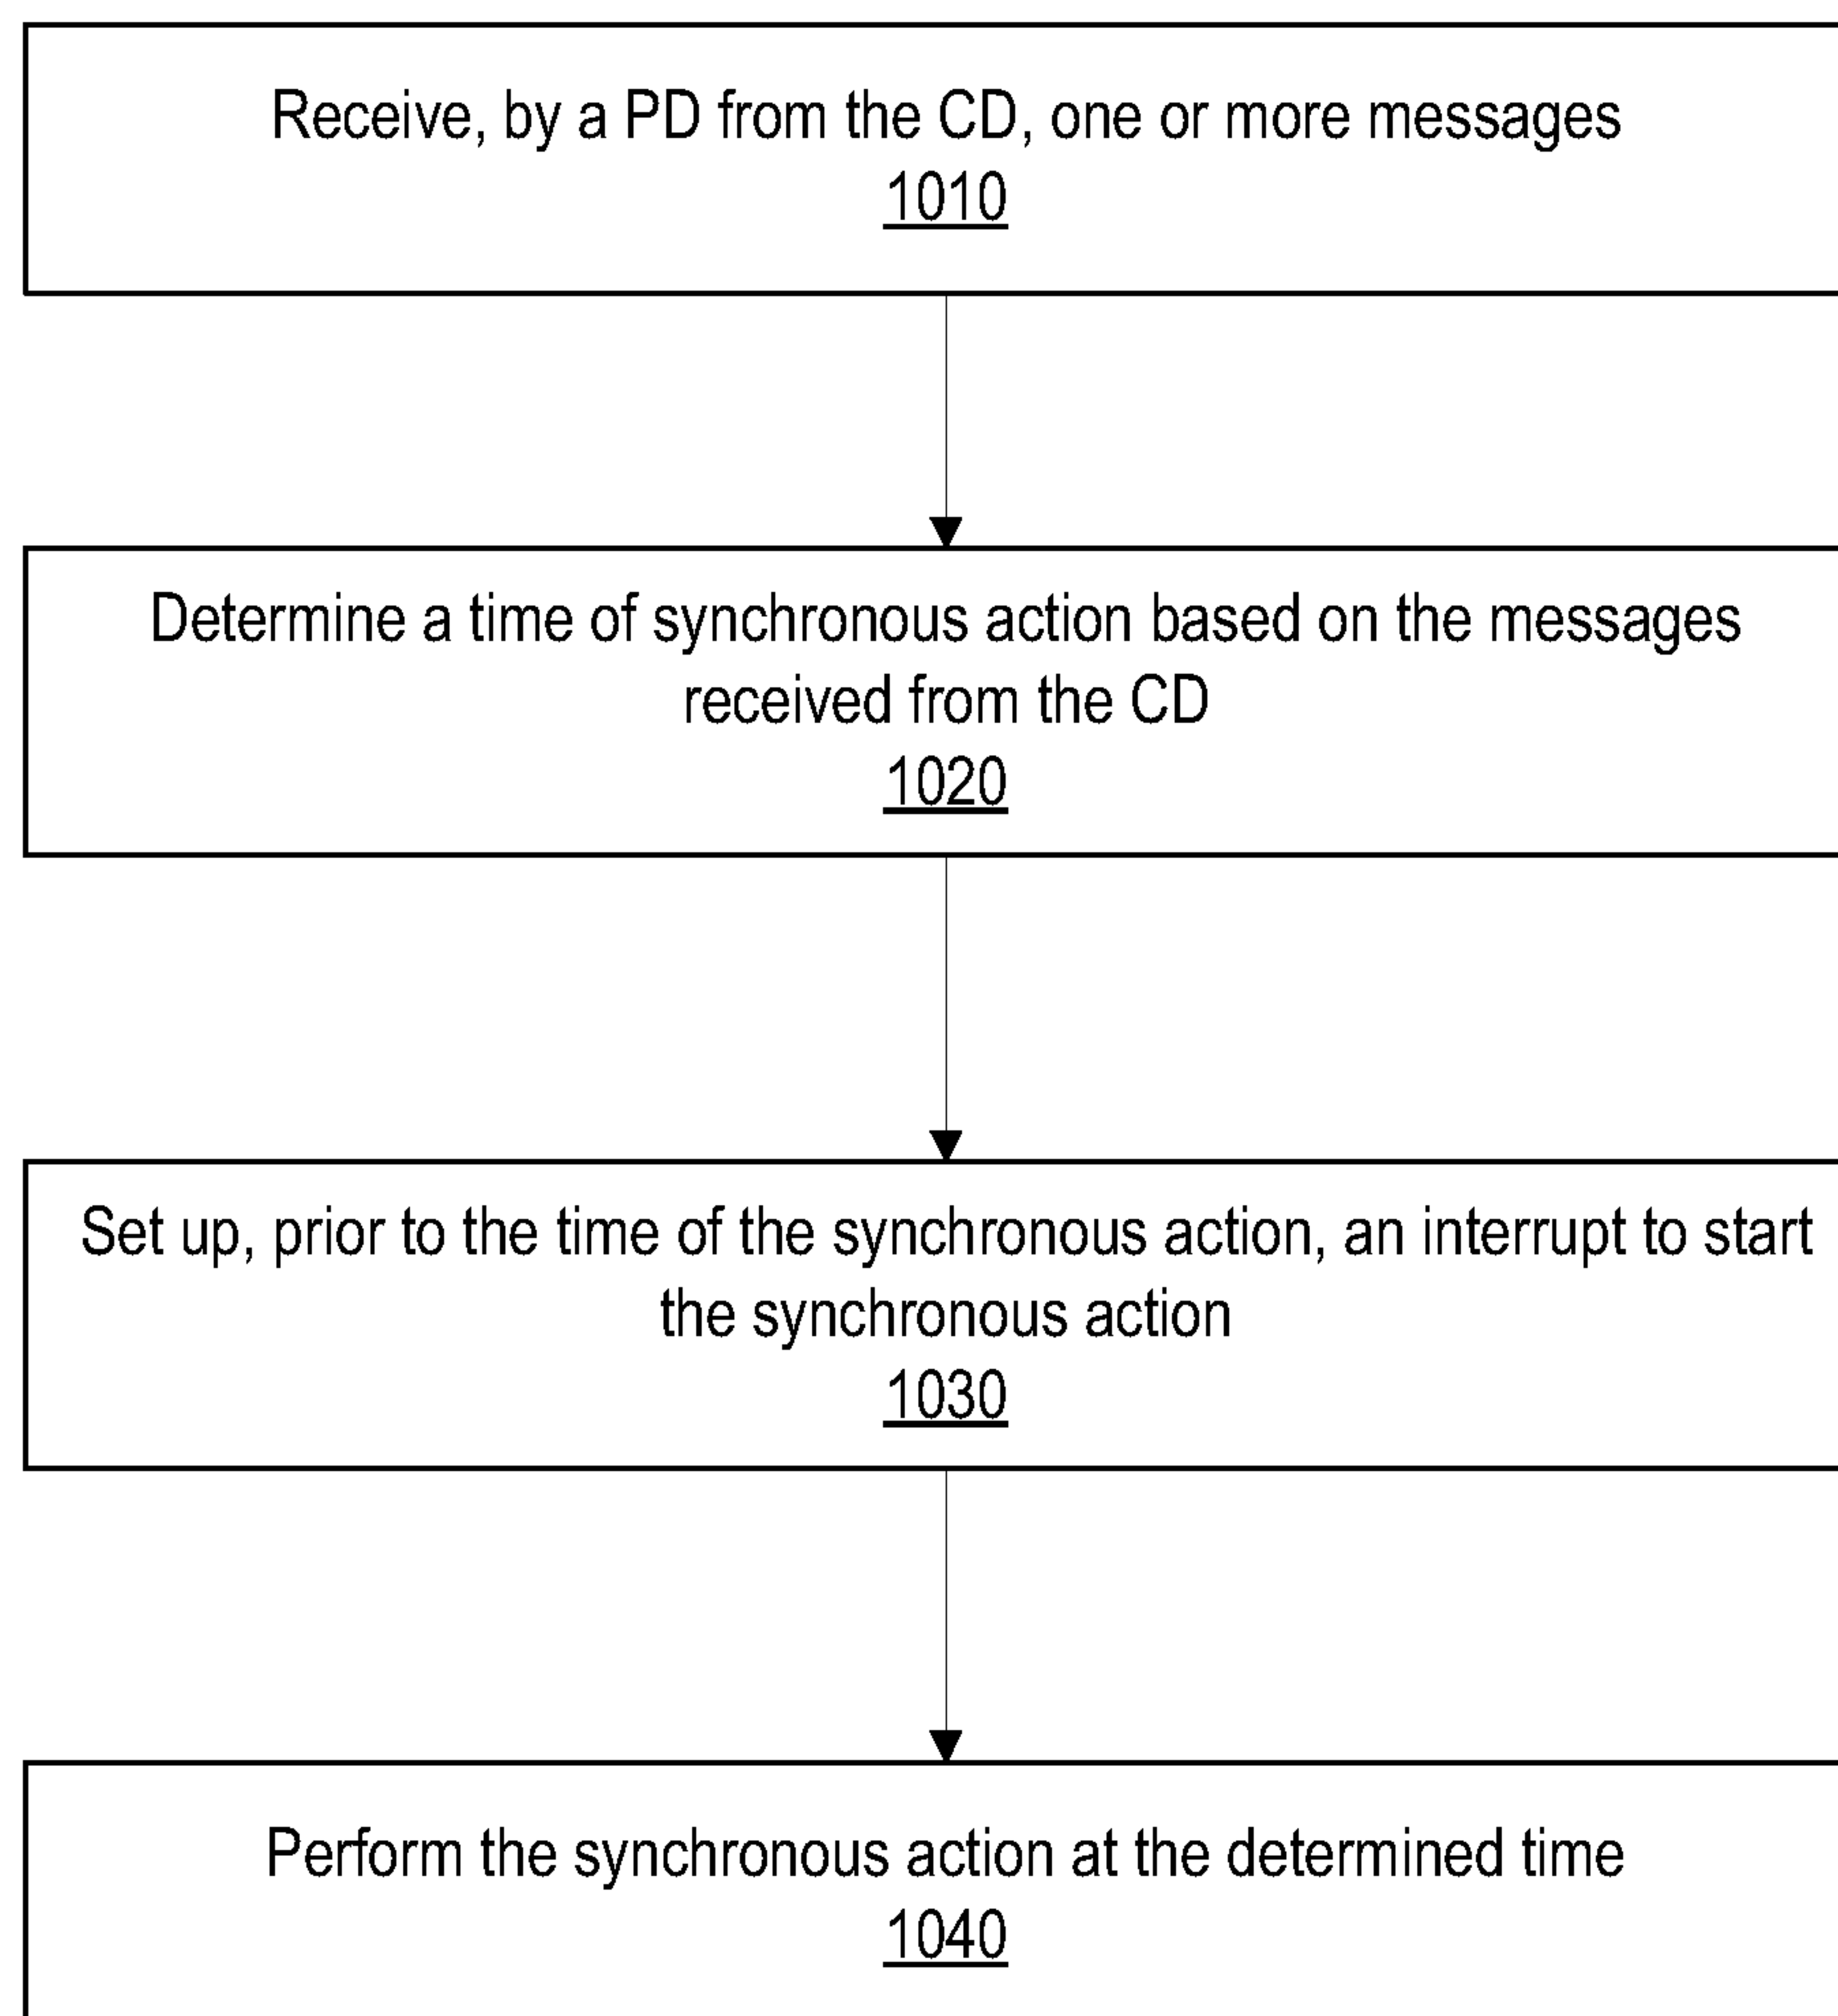 Receive, by a PD from the CD, one or more messages
1010
Determine a time of synchronous action based on the messages
received from the CD
1020
Set up, prior to the time of the synchronous action, an interrupt to start
the synchronous action
1030
Perform the synchronous action at the determined time
1040